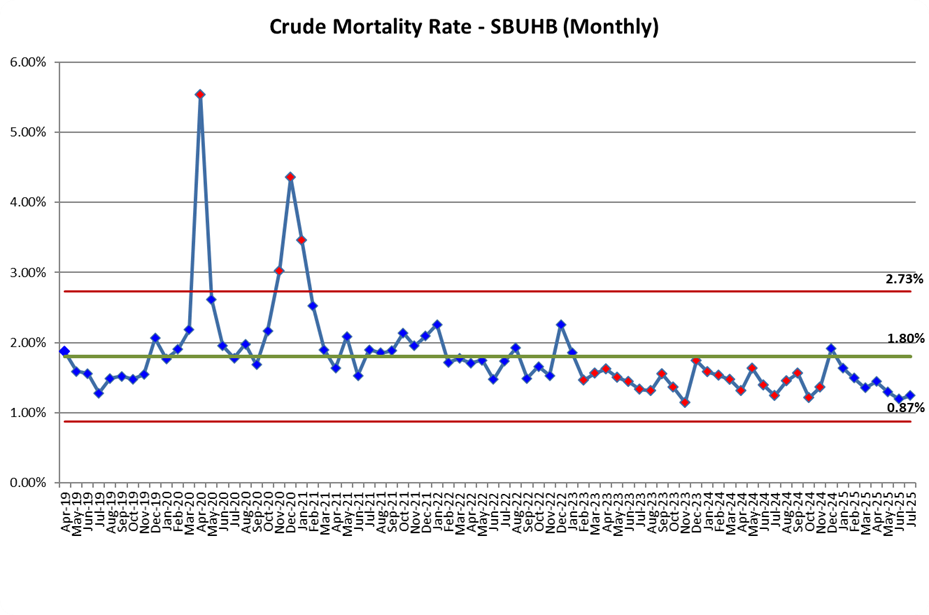 Crude Mortality Rate - SBUHB (Monthly)
6.00%
5.00%
4.00%
3.00%
2.00%
1.00%
0.00%
2.73%
1.80%
0.87%
Apr-19
May-19
Jun-19
Jul-19
Aug-19
Sep-19
Oct-19
Nov-19
Dec-19
Jan-20
Feb-20
Mar-20
Apr-20
May-20
Jun-20
Jul-20
Aug-20
Sep-20
Oct-20
Nov-20
Dec-20
Jan-21
Feb-21
Mar-21
Apr-21
May-21
Jun-21
Jul-21
Aug-21
Sep-21
Oct-21
Nov-21
Dec-21
Jan-22
Feb-22
Mar-22
Apr-22
May-22
Jun-22
Jul-22
Aug-22
Sep-22
Oct-22
Nov-22
Dec-22
Jan-23
Feb-23
Mar-23
Apr-23
May-23
Jun-23
Jul-23
Aug-23
Sep-23
Oct-23
Nov-23
Dec-23
Jan-24
Feb-24
Mar-24
Apr-24
May-24
Jun-24
Jul-24
Aug-24
Sep-24
Oct-24
Nov-24
Dec-24
Jan-25
Feb-25
Mar-25
Apr-25
May-25
Jun-25
Jul-25